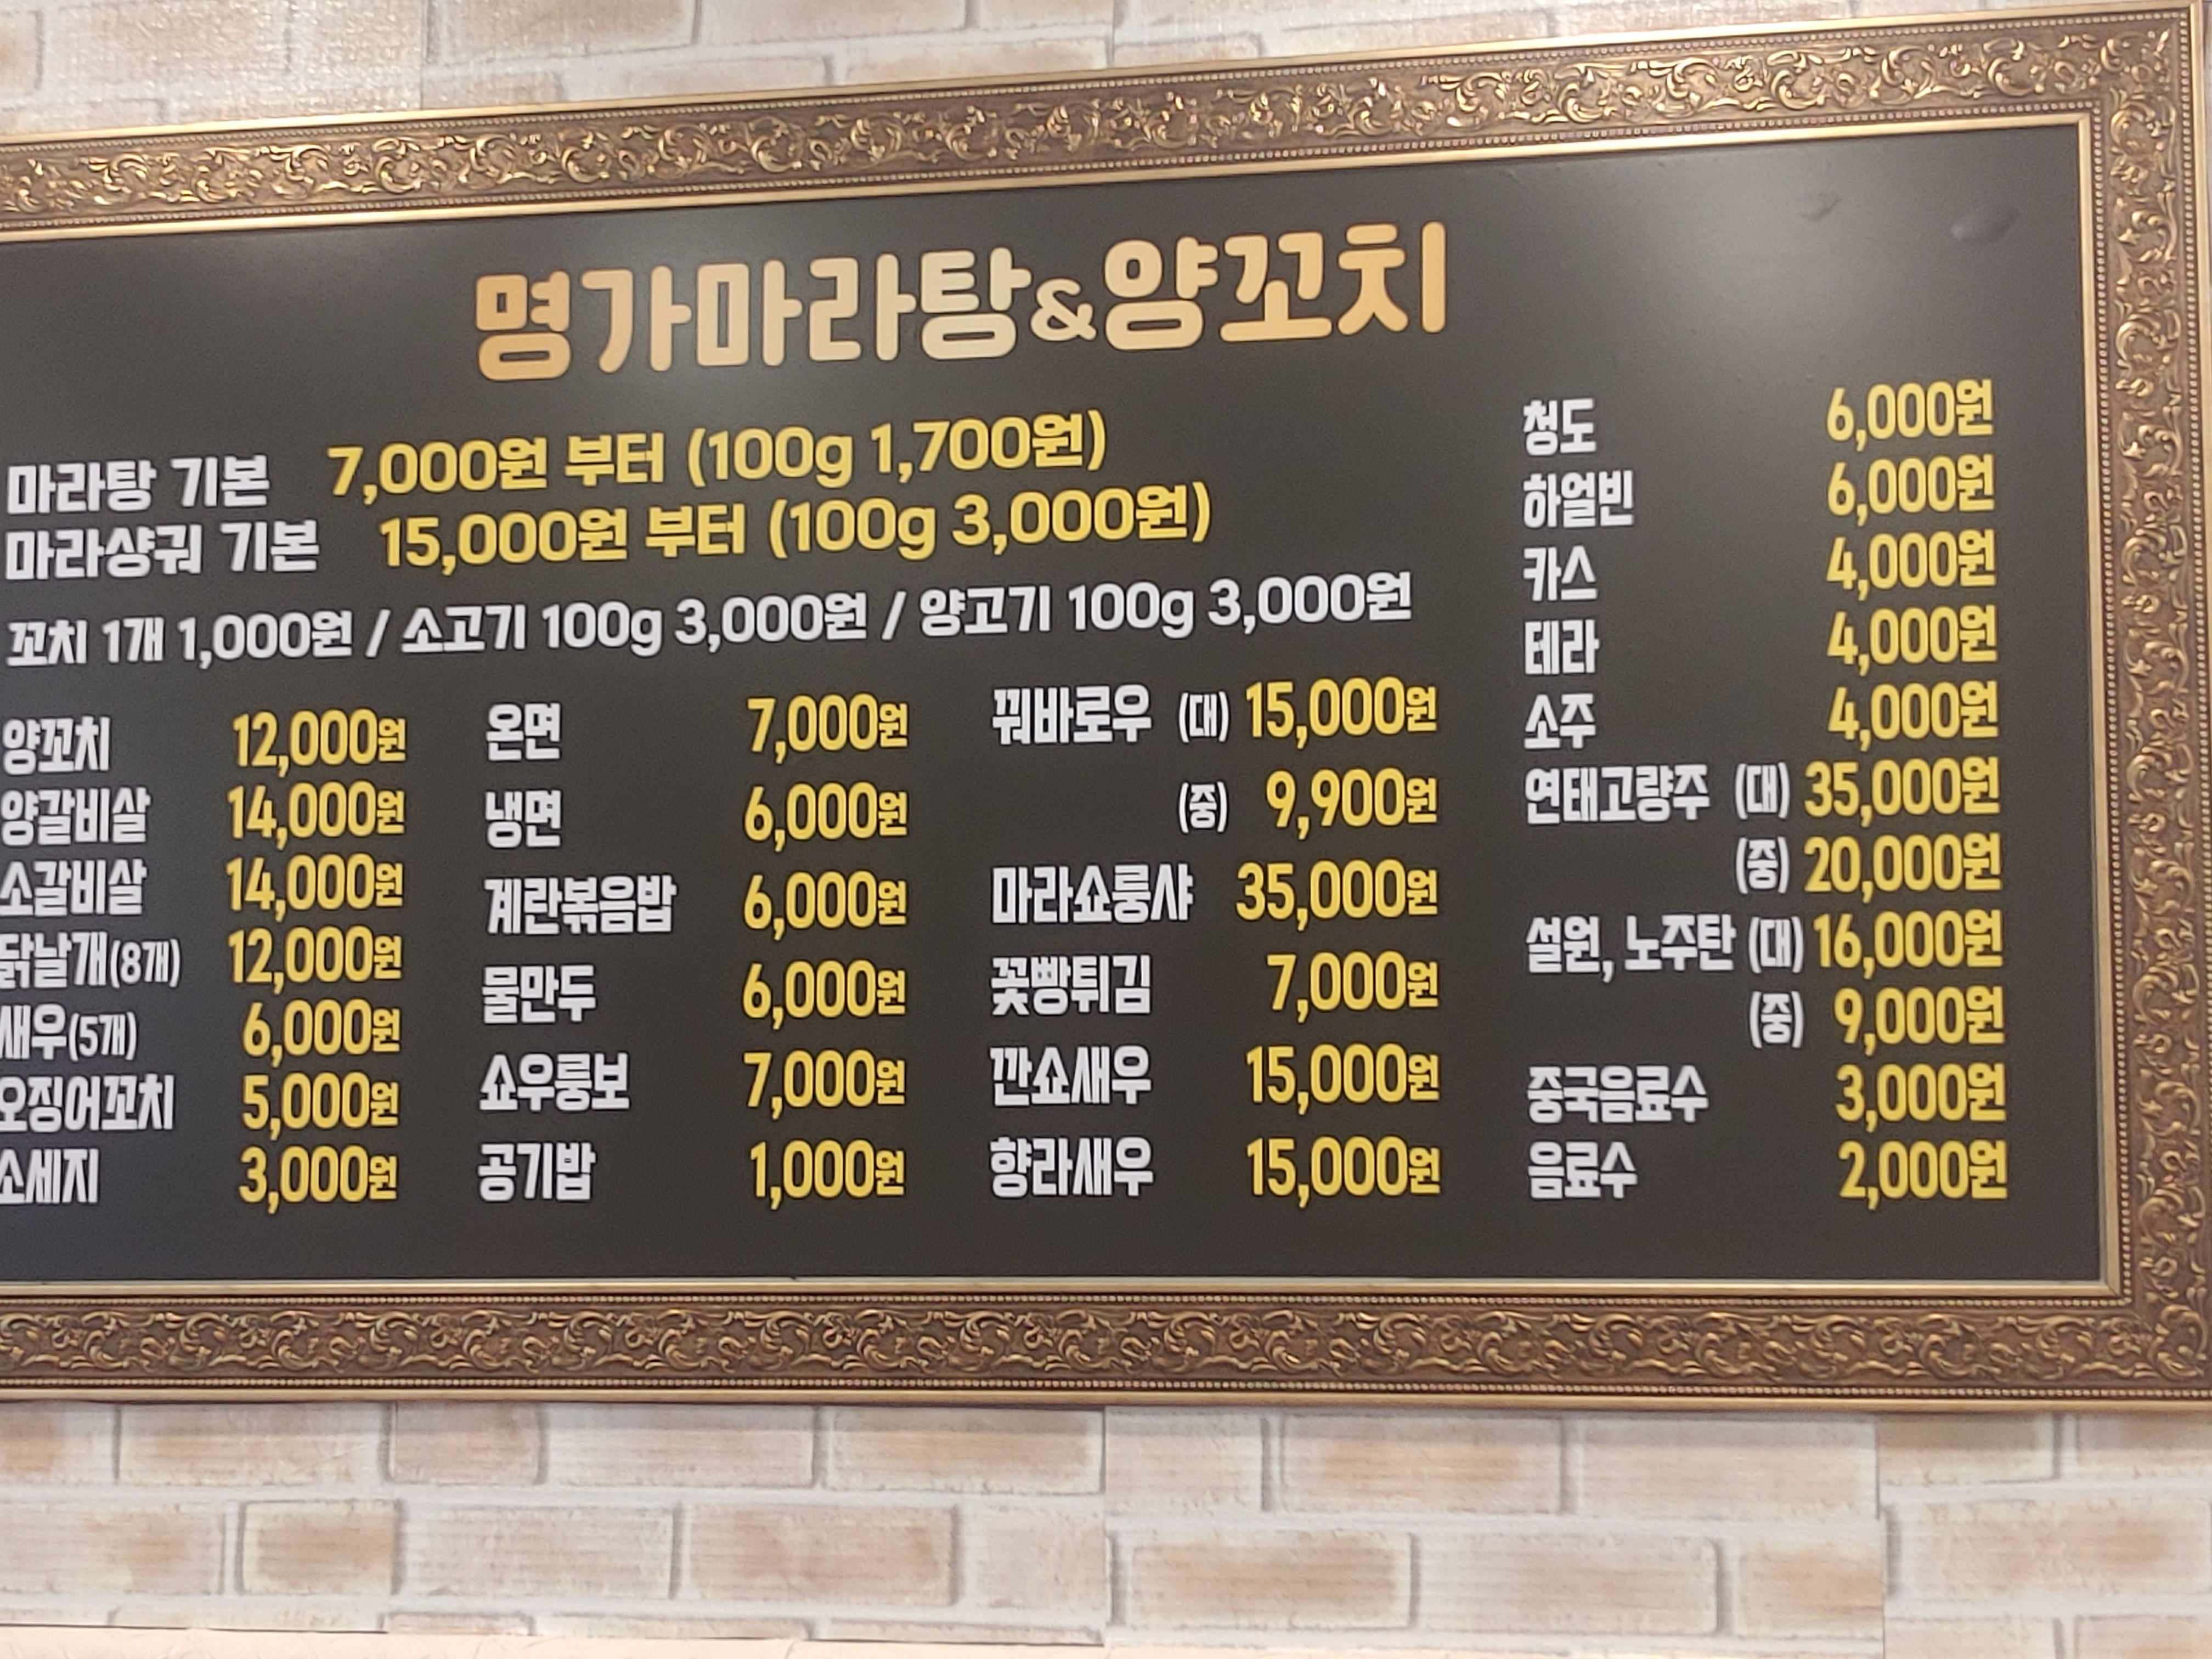 명가마라탕&양꼬치
마라탕 기본 7,000원 부터 (100g 1,700원)
마라샹궈 기본 15,000원 부터 (100g 3,000원)
꼬치 1개 1,000원 / 소고기 100g 3,000원 / 양고기 100g 3,000원
양꼬치 12,000원
양갈비살 14,000원
소갈비살 14,000원
닭날개(8개) 12,000원
새우(5개) 6,000원
오징어꼬치 5,000원
소세지 3,000원
온면 7,000원
냉면 6,000원
계란볶음밥 6,000원
물만두 6,000원
쇼우롱보 7,000원
공기밥 1,000원
꿔바로우 (대) 15,000원
(중) 9,900원
마라쇼룽샤 35,000원
꽃빵튀김 7,000원
깐쇼새우 15,000원
향라새우 15,000원
청도 6,000원
하얼빈 6,000원
카스 4,000원
테라 4,000원
소주 4,000원
연태고량주 (대) 35,000원
(중) 20,000원
설원, 노주탄 (대) 16,000원
(중) 9,000원
중국음료수 3,000원
음료수 2,000원